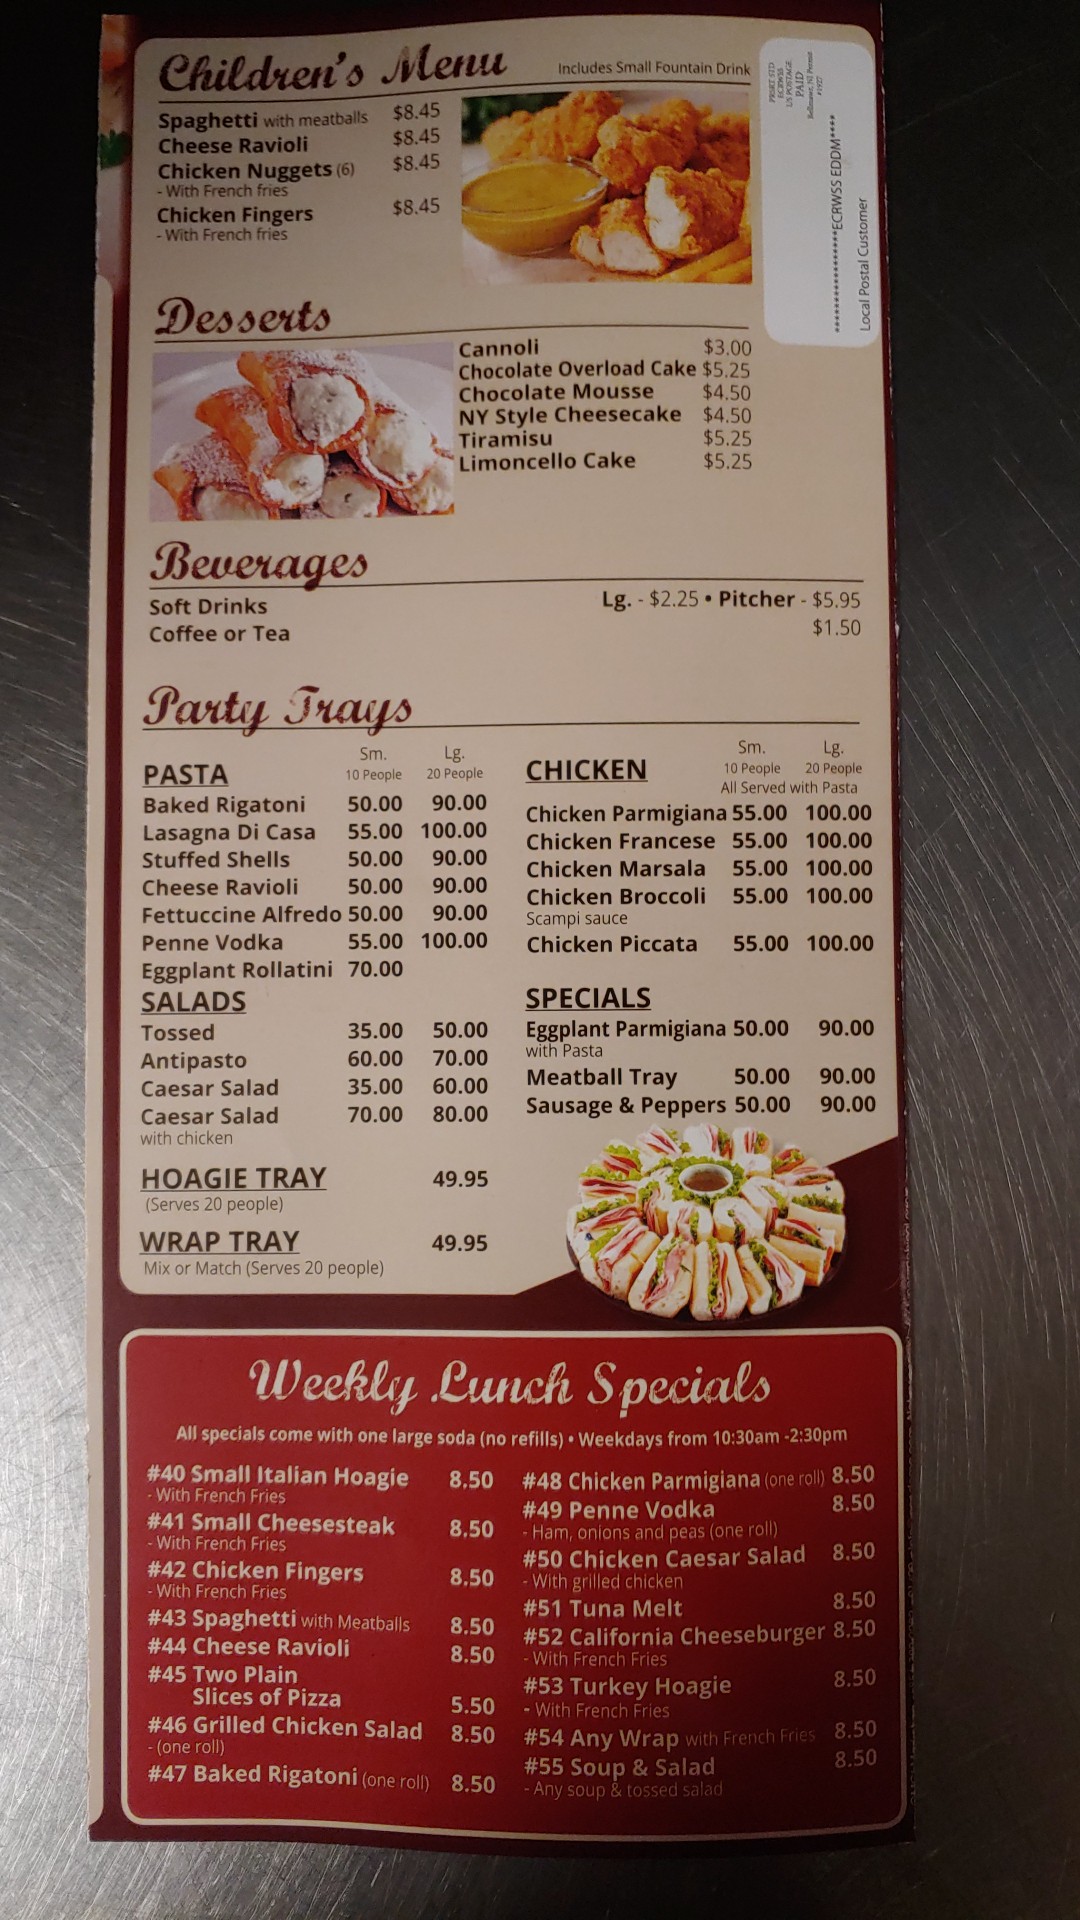 Children's Menu
Includes Small Fountain Drink
Spaghetti with meatballs $8.45
Cheese Ravioli $8.45
Chicken Nuggets (6) $8.45
- With French fries
Chicken Fingers $8.45
- With French fries
PRSRT STD
ECRWSS
US POSTAGE
PAID
Bellmawr, NJ Permit
#1527
****************ECRWSS EDDM****
Local Postal Customer
Desserts
Cannoli $3.00
Chocolate Overload Cake $5.25
Chocolate Mousse $4.50
NY Style Cheesecake $4.50
Tiramisu $5.25
Limoncello Cake $5.25
Beverages
Soft Drinks Lg. - $2.25 • Pitcher - $5.95
Coffee or Tea $1.50
Party Trays
Sm. Lg.
PASTA 10 People 20 People
Baked Rigatoni 50.00 90.00
Lasagna Di Casa 55.00 100.00
Stuffed Shells 50.00 90.00
Cheese Ravioli 50.00 90.00
Fettuccine Alfredo 50.00 90.00
Penne Vodka 55.00 100.00
Eggplant Rollatini 70.00
SALADS
Tossed 35.00 50.00
Antipasto 60.00 70.00
Caesar Salad 35.00 60.00
Caesar Salad 70.00 80.00
with chicken
HOAGIE TRAY 49.95
(Serves 20 people)
WRAP TRAY 49.95
Mix or Match (Serves 20 people)
Sm. Lg.
CHICKEN 10 People 20 People
All Served with Pasta
Chicken Parmigiana 55.00 100.00
Chicken Francese 55.00 100.00
Chicken Marsala 55.00 100.00
Chicken Broccoli 55.00 100.00
Scampi sauce
Chicken Piccata 55.00 100.00
SPECIALS
Eggplant Parmigiana 50.00 90.00
with Pasta
Meatball Tray 50.00 90.00
Sausage & Peppers 50.00 90.00
Weekly Lunch Specials
All specials come with one large soda (no refills) • Weekdays from 10:30am -2:30pm
#40 Small Italian Hoagie 8.50
- With French Fries
#41 Small Cheesesteak 8.50
- With French Fries
#42 Chicken Fingers 8.50
- With French Fries
#43 Spaghetti with Meatballs 8.50
#44 Cheese Ravioli 8.50
#45 Two Plain
Slices of Pizza 5.50
#46 Grilled Chicken Salad 8.50
- (one roll)
#47 Baked Rigatoni (one roll) 8.50
#48 Chicken Parmigiana (one roll) 8.50
#49 Penne Vodka 8.50
- Ham, onions and peas (one roll)
#50 Chicken Caesar Salad 8.50
- With grilled chicken
#51 Tuna Melt 8.50
#52 California Cheeseburger 8.50
- With French Fries
#53 Turkey Hoagie 8.50
- With French Fries
#54 Any Wrap with French Fries 8.50
#55 Soup & Salad 8.50
- Any soup & tossed salad